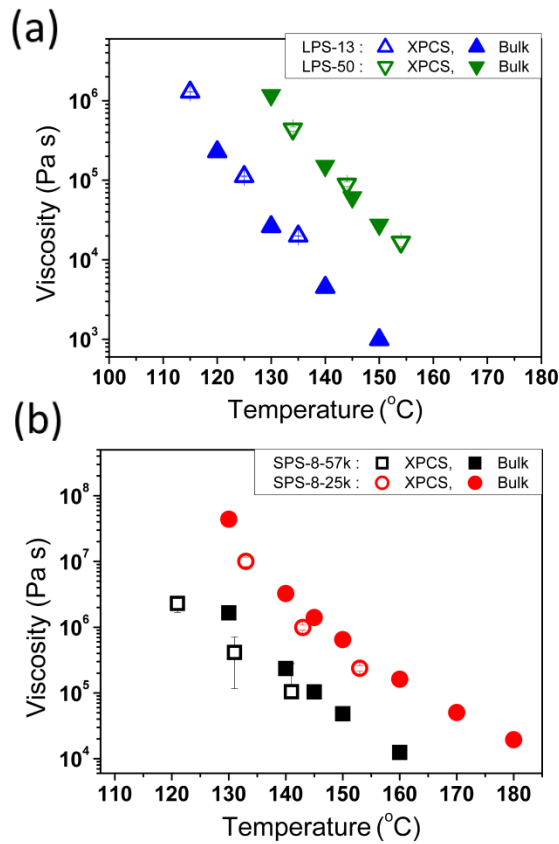 (a)
LPS-13 : XPCS, Bulk
LPS-50 : XPCS, Bulk
10^6
10^5
10^4
10^3
Viscosity (Pa s)
100 110 120 130 140 150 160 170 180
Temperature (°C)
(b)
SPS-8-57k : XPCS, Bulk
SPS-8-25k : XPCS, Bulk
10^8
10^7
10^6
10^5
10^4
Viscosity (Pa s)
110 120 130 140 150 160 170 180
Temperature (°C)